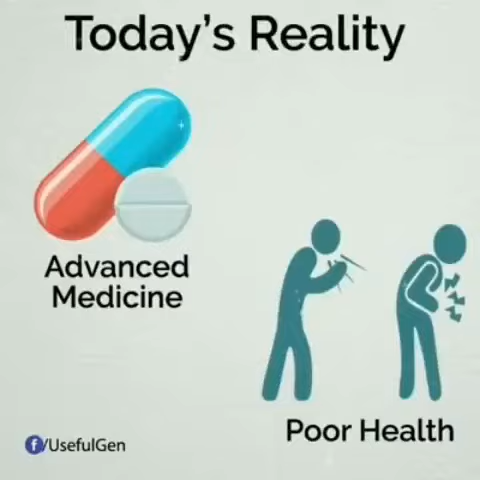 Today's Reality
Advanced
Medicine
Poor Health
f/UsefulGen